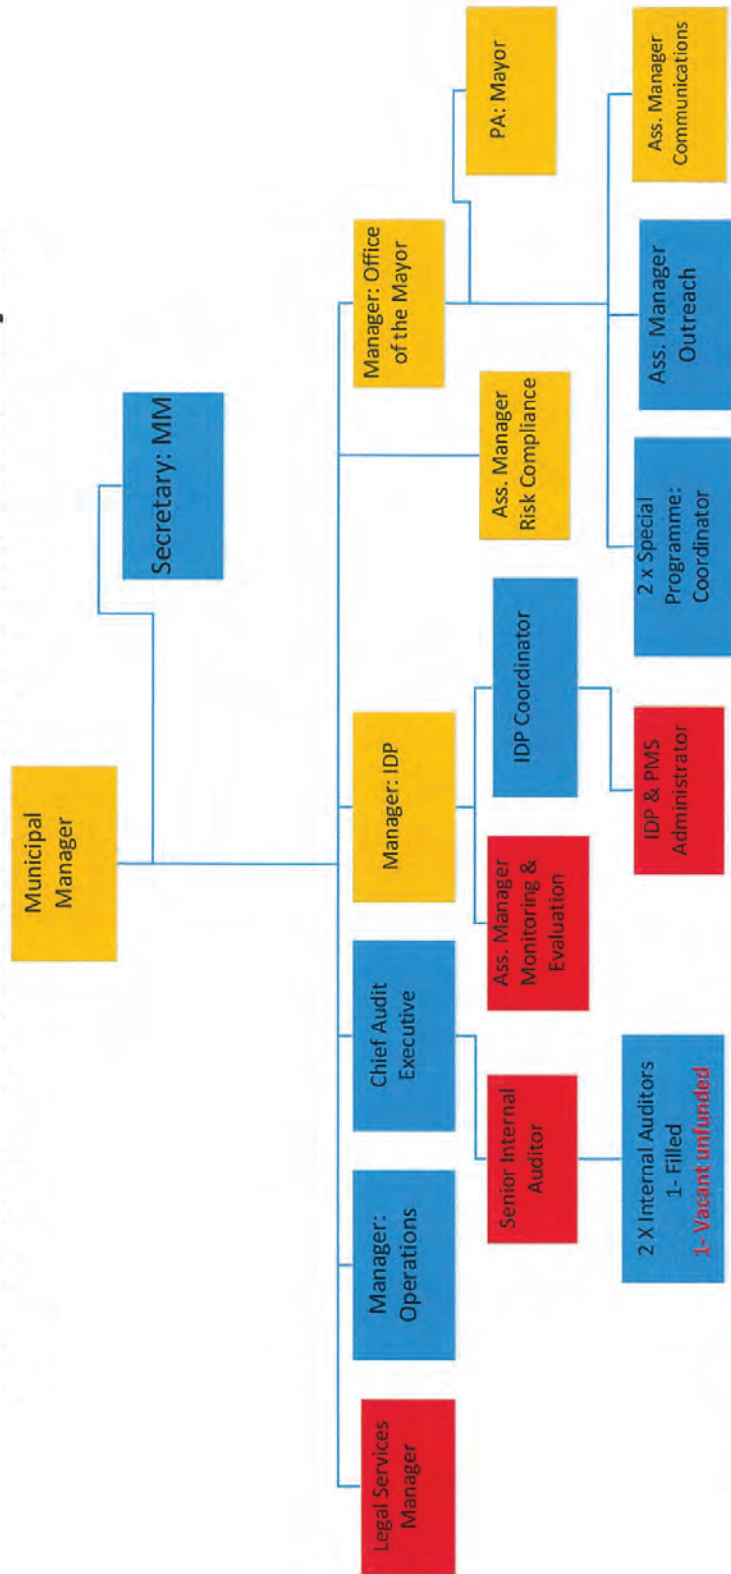 Municipal
Manager
Secretary: MM
Legal Services
Manager
Manager:
Operations
Chief Audit
Executive
Manager: IDP
Manager: Office
of the Mayor
Senior Internal
Auditor
Ass. Manager
Monitoring &
Evaluation
IDP Coordinator
Ass. Manager
Risk Compliance
PA: Mayor
2 X Internal Auditors
1- Filled
1- Vacant unfunded
IDP & PMS
Administrator
2 x Special
Programme:
Coordinator
Ass. Manager
Outreach
Ass. Manager
Communications